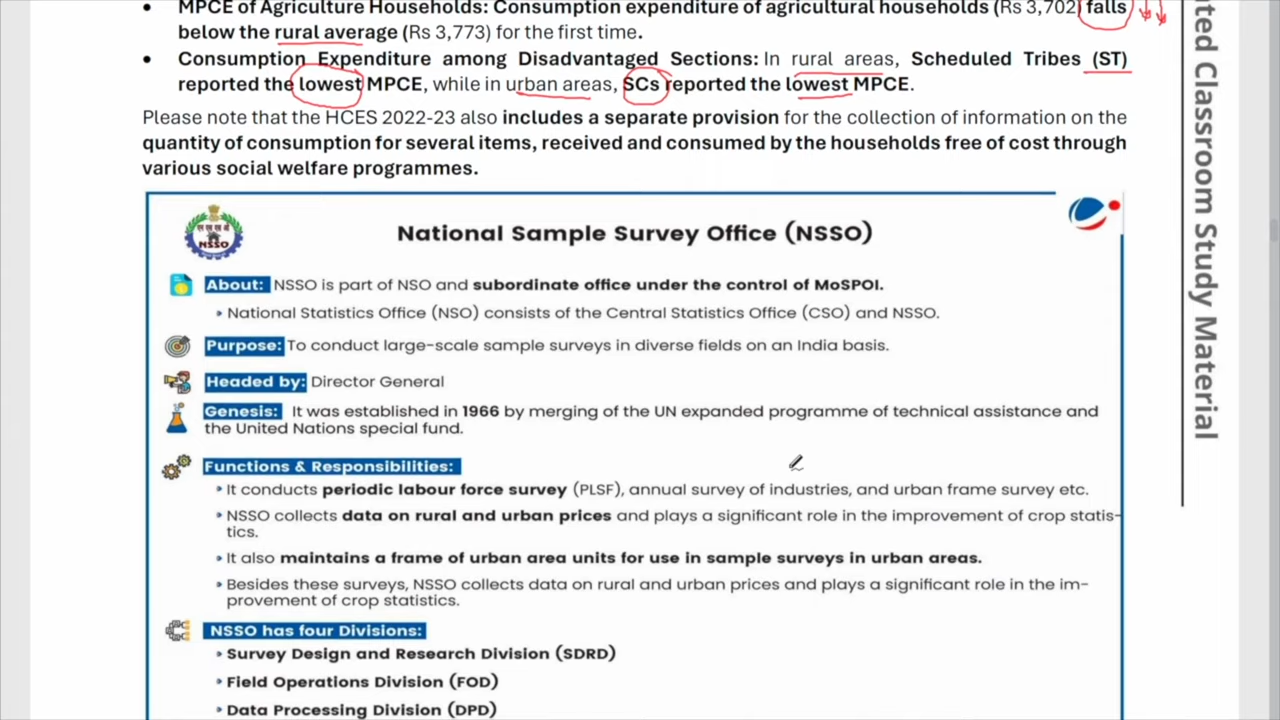 • MPCE of Agriculture Households: Consumption expenditure of agricultural households (Rs 3,702) falls
below the rural average (Rs 3,773) for the first time.
• Consumption Expenditure among Disadvantaged Sections: In rural areas, Scheduled Tribes (ST)
reported the lowest MPCE, while in urban areas, SCs reported the lowest MPCE.
Please note that the HCES 2022-23 also includes a separate provision for the collection of information on the
quantity of consumption for several items, received and consumed by the households free of cost through
various social welfare programmes.
NSSO
National Sample Survey Office (NSSO)
About: NSSO is part of NSO and subordinate office under the control of MoSPOI.
• National Statistics Office (NSO) consists of the Central Statistics Office (CSO) and NSSO.
Purpose: To conduct large-scale sample surveys in diverse fields on an India basis.
Headed by: Director General
Genesis: It was established in 1966 by merging of the UN expanded programme of technical assistance and
the United Nations special fund.
Functions & Responsibilities:
• It conducts periodic labour force survey (PLSF), annual survey of industries, and urban frame survey etc.
• NSSO collects data on rural and urban prices and plays a significant role in the improvement of crop statis-
tics.
• It also maintains a frame of urban area units for use in sample surveys in urban areas.
• Besides these surveys, NSSO collects data on rural and urban prices and plays a significant role in the im-
provement of crop statistics.
NSSO has four Divisions:
• Survey Design and Research Division (SDRD)
• Field Operations Division (FOD)
• Data Processing Division (DPD)
ted Classroom Study Material